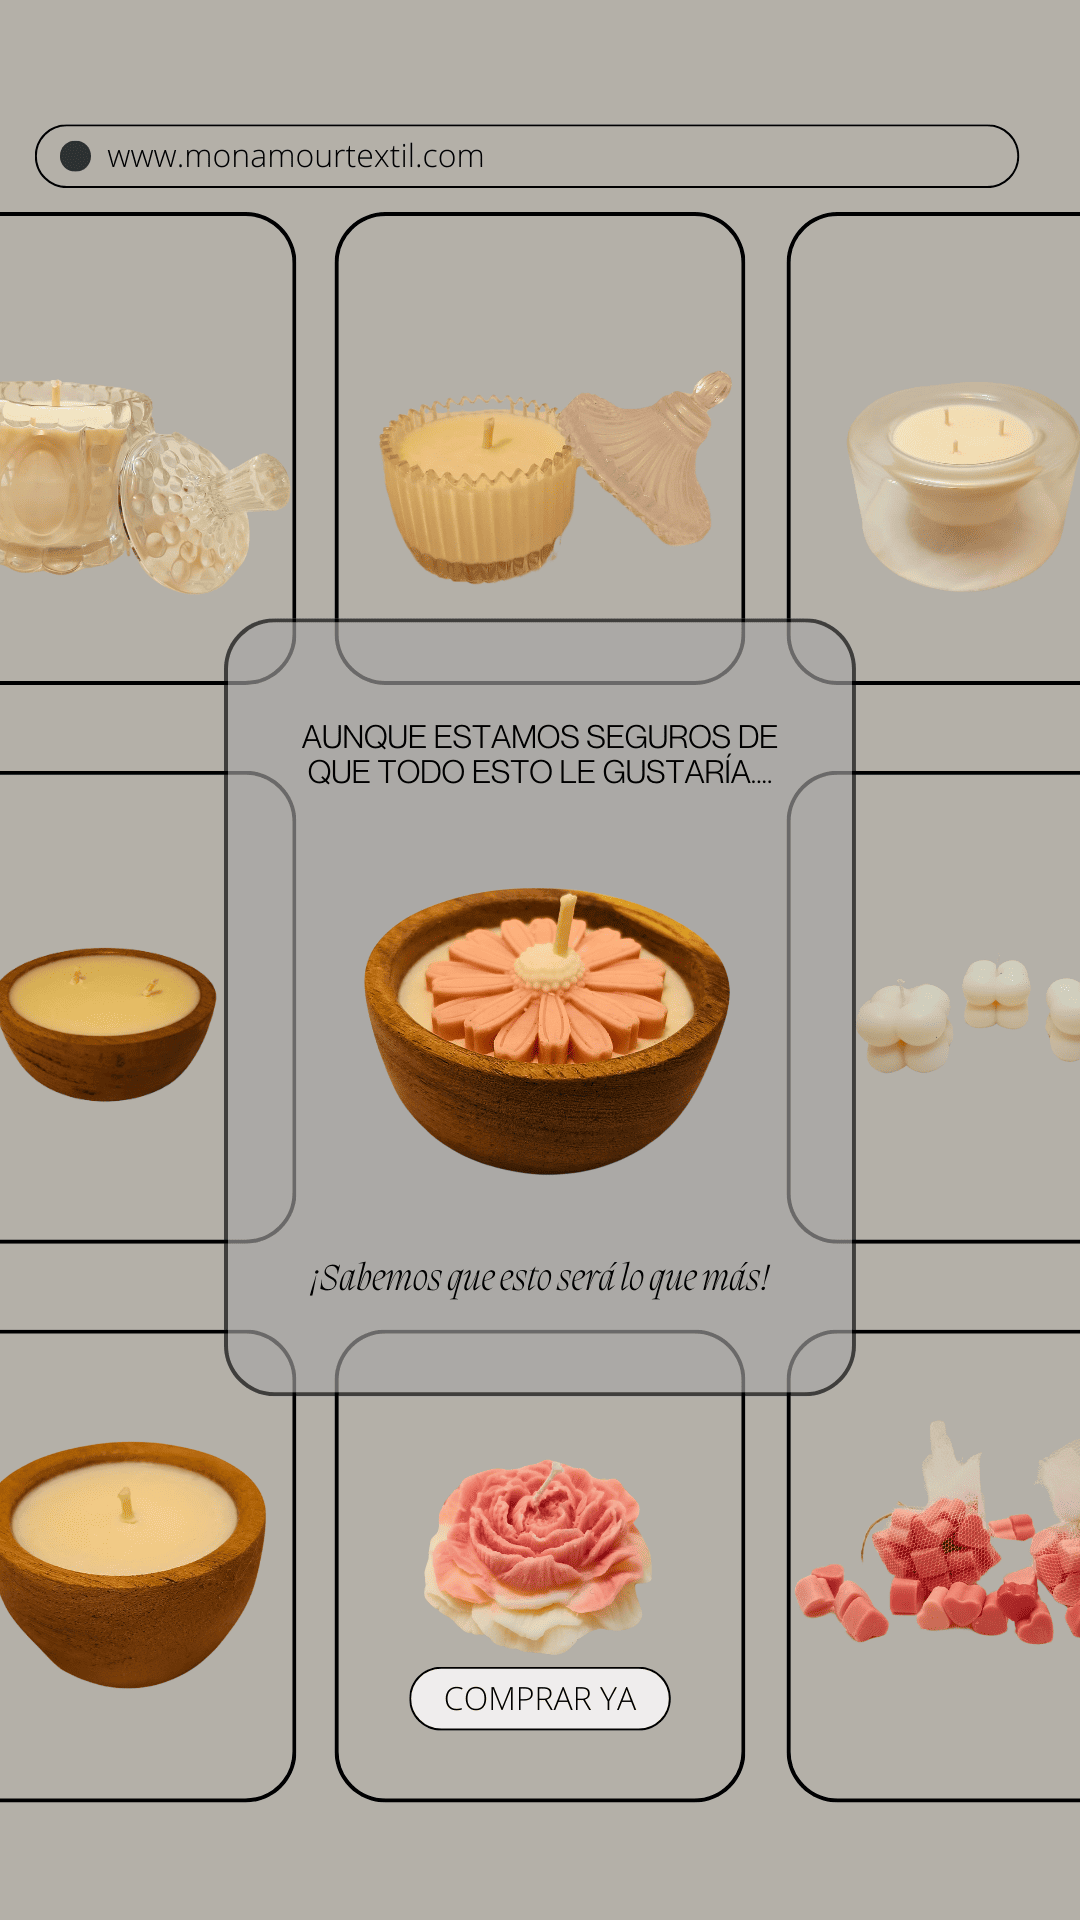 www.monamourtextil.com
AUNQUE ESTAMOS SEGUROS DE
QUE TODO ESTO LE GUSTARÍA....
¡Sabemos que esto será lo que más!
COMPRAR YA